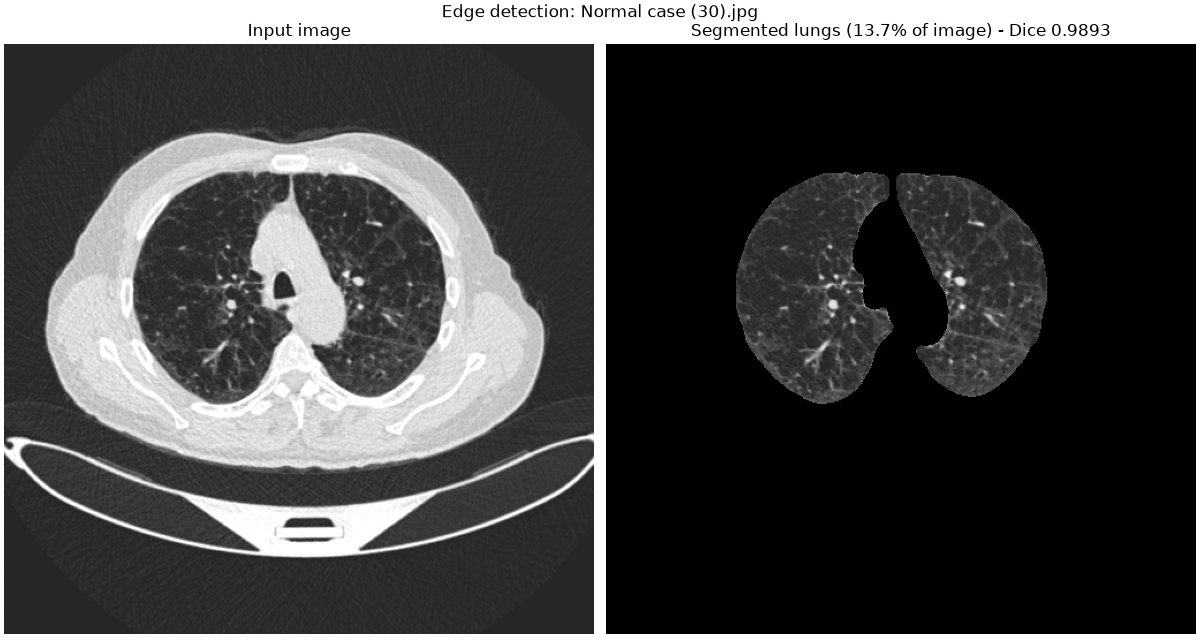 Edge detection: Normal case (30).jpg
Input image
Segmented lungs (13.7% of image) - Dice 0.9893